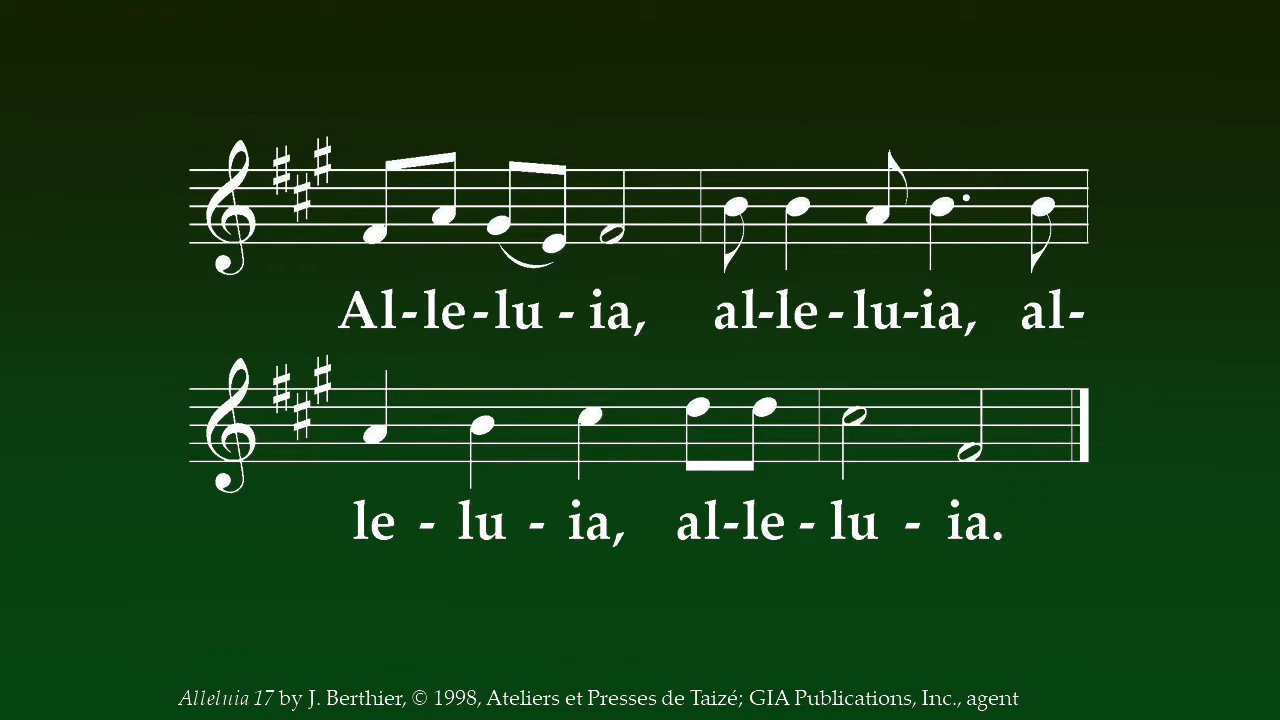 Al-le-lu - ia, al-le - lu-ia, al-
le - lu - ia, al-le - lu - ia.
Alleluia 17 by J. Berthier, © 1998, Ateliers et Presses de Taizé; GIA Publications, Inc., agent